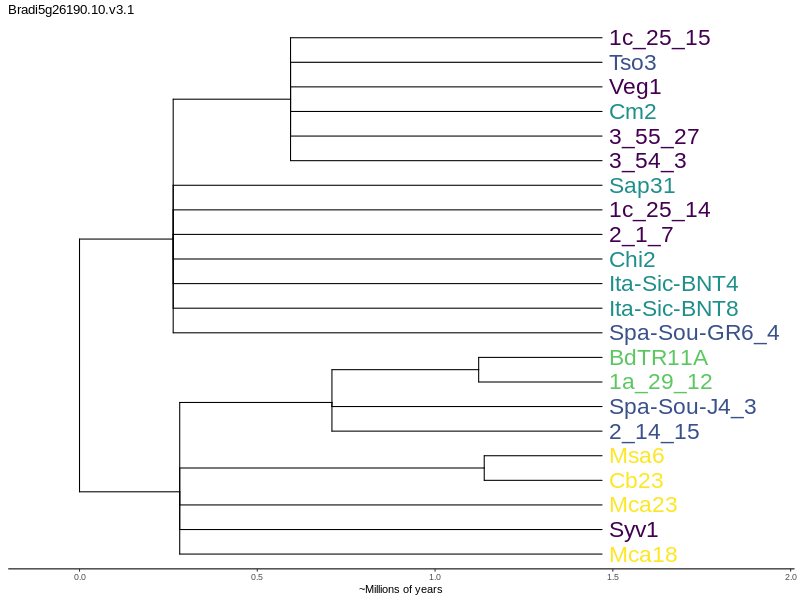 Bradi5g26190.10.v3.1
1c_25_15
Tso3
Veg1
Cm2
3_55_27
3_54_3
Sap31
1c_25_14
2_1_7
Chi2
Ita-Sic-BNT4
Ita-Sic-BNT8
Spa-Sou-GR6_4
BdTR11A
1a_29_12
Spa-Sou-J4_3
2_14_15
Msa6
Cb23
Mca23
Syv1
Mca18
0.0 0.5 1.0 1.5 2.0
~Millions of years